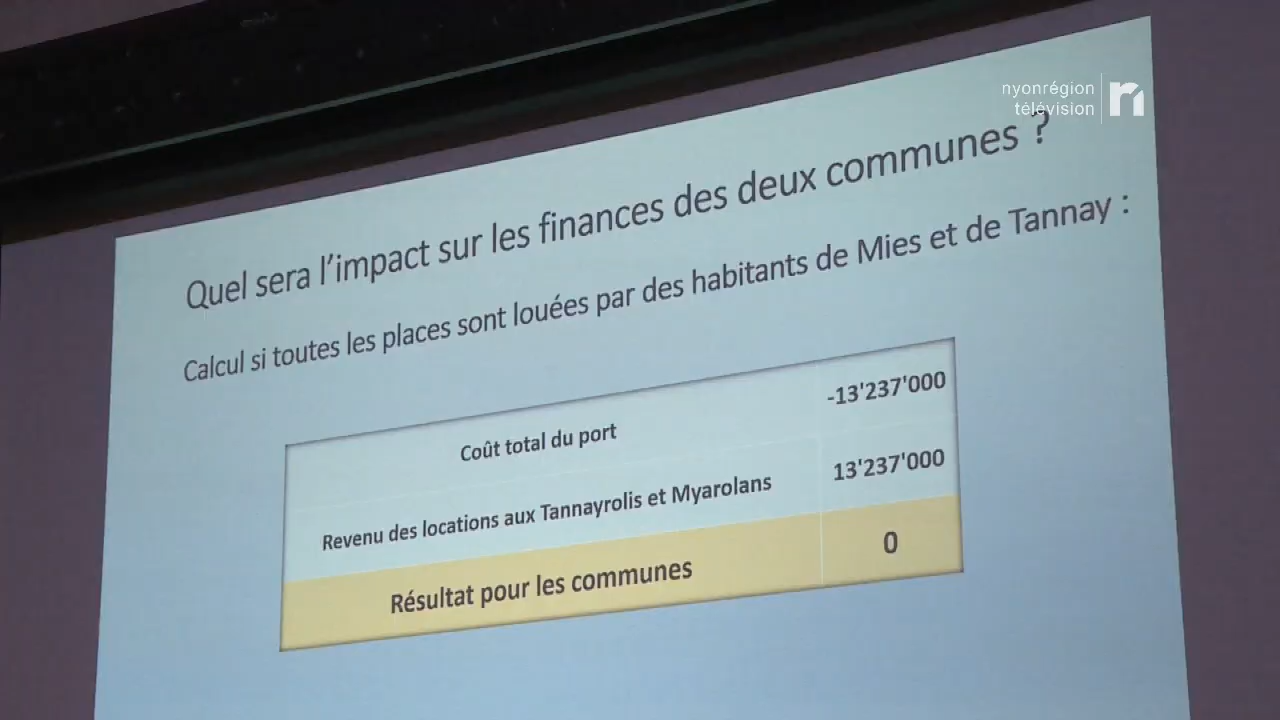 nyonrégion
télévision
Quel sera l'impact sur les finances des deux communes ?
Calcul si toutes les places sont louées par des habitants de Mies et de Tannay :
Coût total du port -13'237'000
Revenu des locations aux Tannayrolis et Myarolans 13'237'000
Résultat pour les communes 0